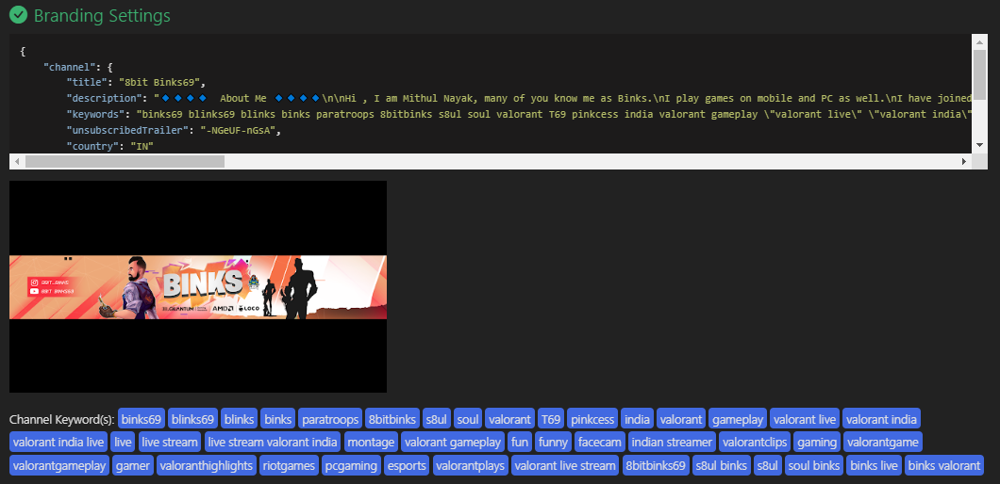 Branding Settings
{
"channel": {
"title": "8bit Binks69",
"description": "🔹🔹🔹🔹 About Me 🔹🔹🔹🔹\n\nHi , I am Mithul Nayak, many of you know me as Binks.\nI play games on mobile and PC as well.\nI have joined
"keywords": "binks69 blinks69 blinks binks paratroops 8bitbinks s8ul soul valorant T69 pinkcess india valorant gameplay \"valorant live\" \"valorant india\"
"unsubscribedTrailer": "-NGeUF-nGsA",
"country": "IN"
8BIT_BINKS
8BIT BINKS69
BINKS
AMD
LOCO
Channel Keyword(s): binks69 blinks69 blinks binks paratroops 8bitbinks s8ul soul valorant T69 pinkcess india valorant gameplay valorant live valorant india
valorant india live live live stream live stream valorant india montage valorant gameplay fun funny facecam indian streamer valorantclips gaming valorantgame
valorantgameplay gamer valoranthighlights riotgames pcgaming esports valorantplays valorant live stream 8bitbinks69 s8ul binks s8ul soul binks binks live binks valorant